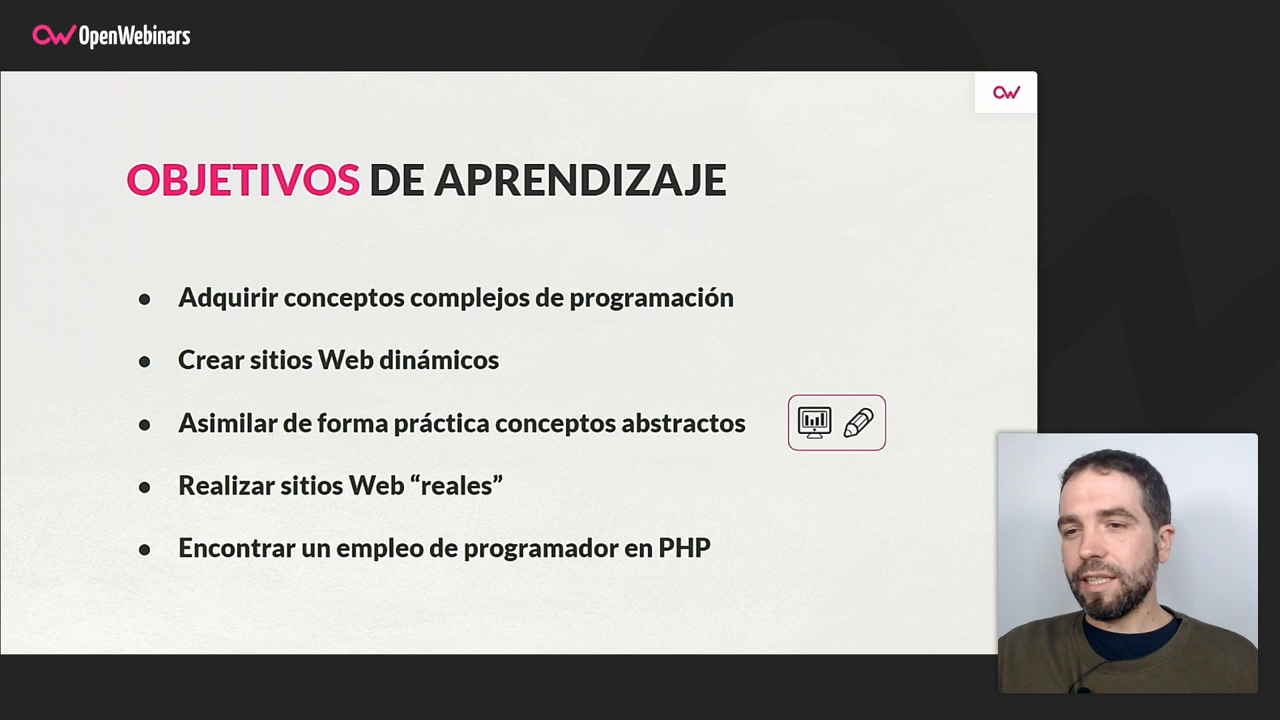 OpenWebinars
OBJETIVOS DE APRENDIZAJE
● Adquirir conceptos complejos de programación
● Crear sitios Web dinámicos
● Asimilar de forma práctica conceptos abstractos
● Realizar sitios Web “reales”
● Encontrar un empleo de programador en PHP